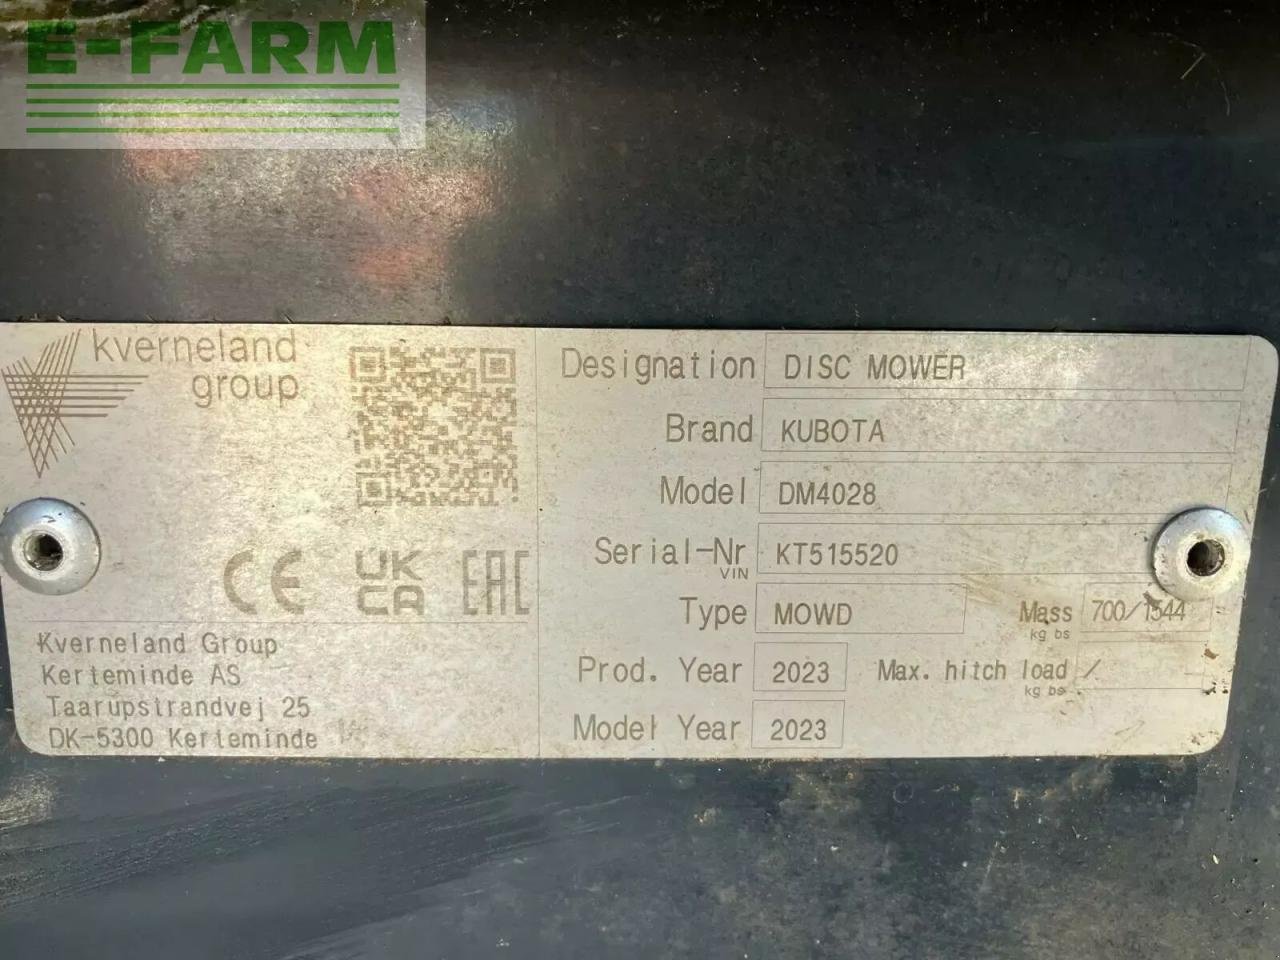 E-FARM
kverneland
group
CE UK CA EAC
Kverneland Group
Kerteminde AS
Taarupstrandvej 25
DK-5300 Kerteminde
Designation DISC MOWER
Brand KUBOTA
Model DM4028
Serial-Nr VIN KT515520
Type MOWD Mass kg lbs 700/1544
Prod. Year 2023 Max. hitch load kg lbs /
Model Year 2023